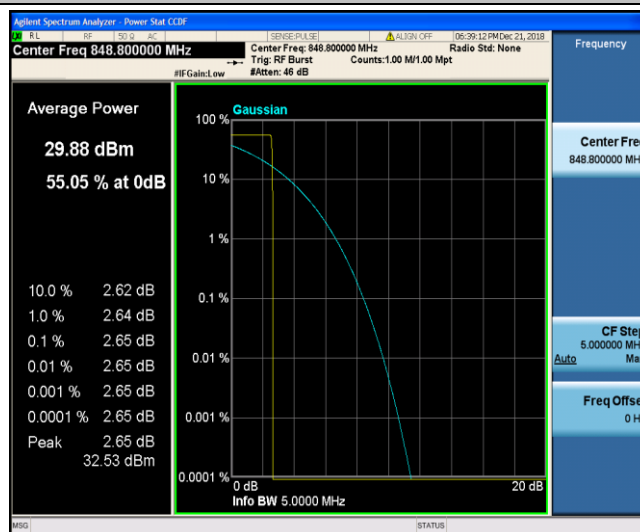 Agilent Spectrum Analyzer - Power Stat CCDF
RL RF 50 Ω AC SENSE:PULSE ALIGN OFF 06:39:12 PM Dec 21, 2018
Center Freq 848.800000 MHz
Center Freq: 848.800000 MHz Radio Std: None
Trig: RF Burst Counts:1.00 M/1.00 Mpt
#IFGain:Low #Atten: 46 dB
Frequency
Average Power
29.88 dBm
55.05 % at 0dB
10.0 % 2.62 dB
1.0 % 2.64 dB
0.1 % 2.65 dB
0.01 % 2.65 dB
0.001 % 2.65 dB
0.0001 % 2.65 dB
Peak 2.65 dB
32.53 dBm
Gaussian
100 %
10 %
1 %
0.1 %
0.01 %
0.001 %
0.0001 %
0 dB 20 dB
Info BW 5.0000 MHz
Center Fre
848.800000 MH
CF Ste
5.000000 MH
Auto Ma
Freq Offse
0 H
MSG STATUS